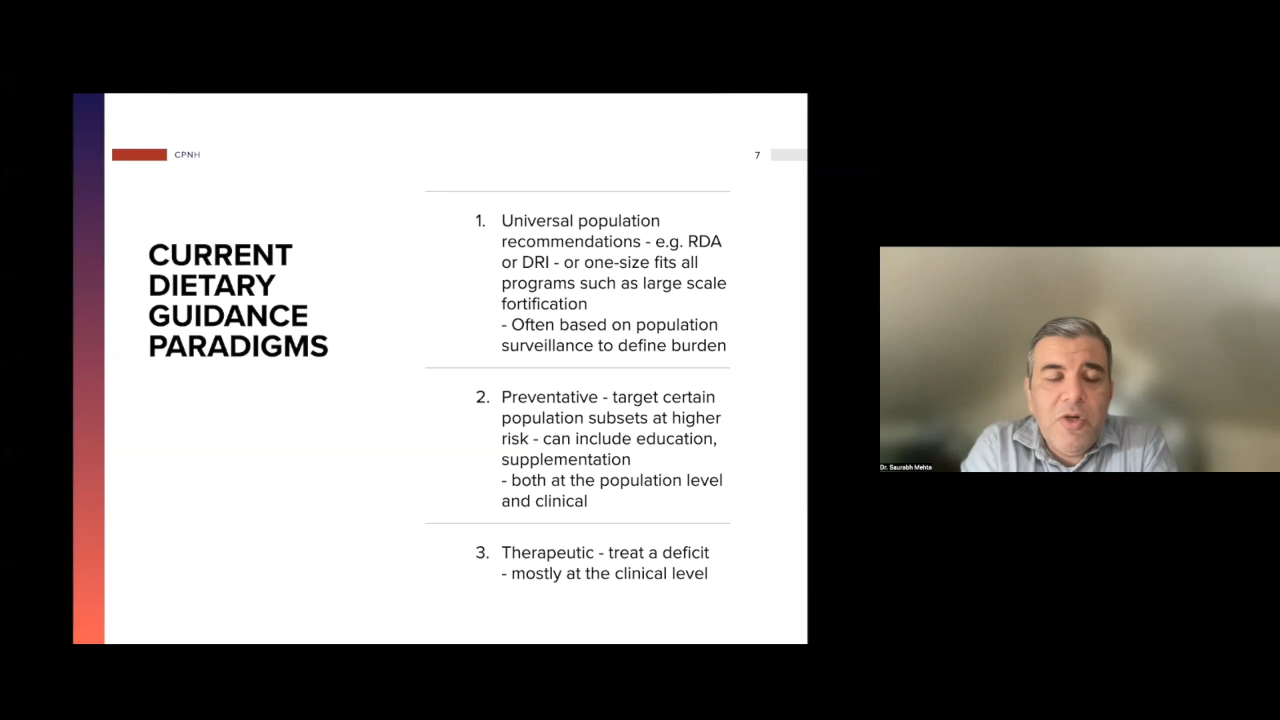 CPNH
7
CURRENT
DIETARY
GUIDANCE
PARADIGMS
1. Universal population
recommendations - e.g. RDA
or DRI - or one-size fits all
programs such as large scale
fortification
- Often based on population
surveillance to define burden
2. Preventative - target certain
population subsets at higher
risk - can include education,
supplementation
- both at the population level
and clinical
3. Therapeutic - treat a deficit
- mostly at the clinical level
Dr. Saurabh Mehta